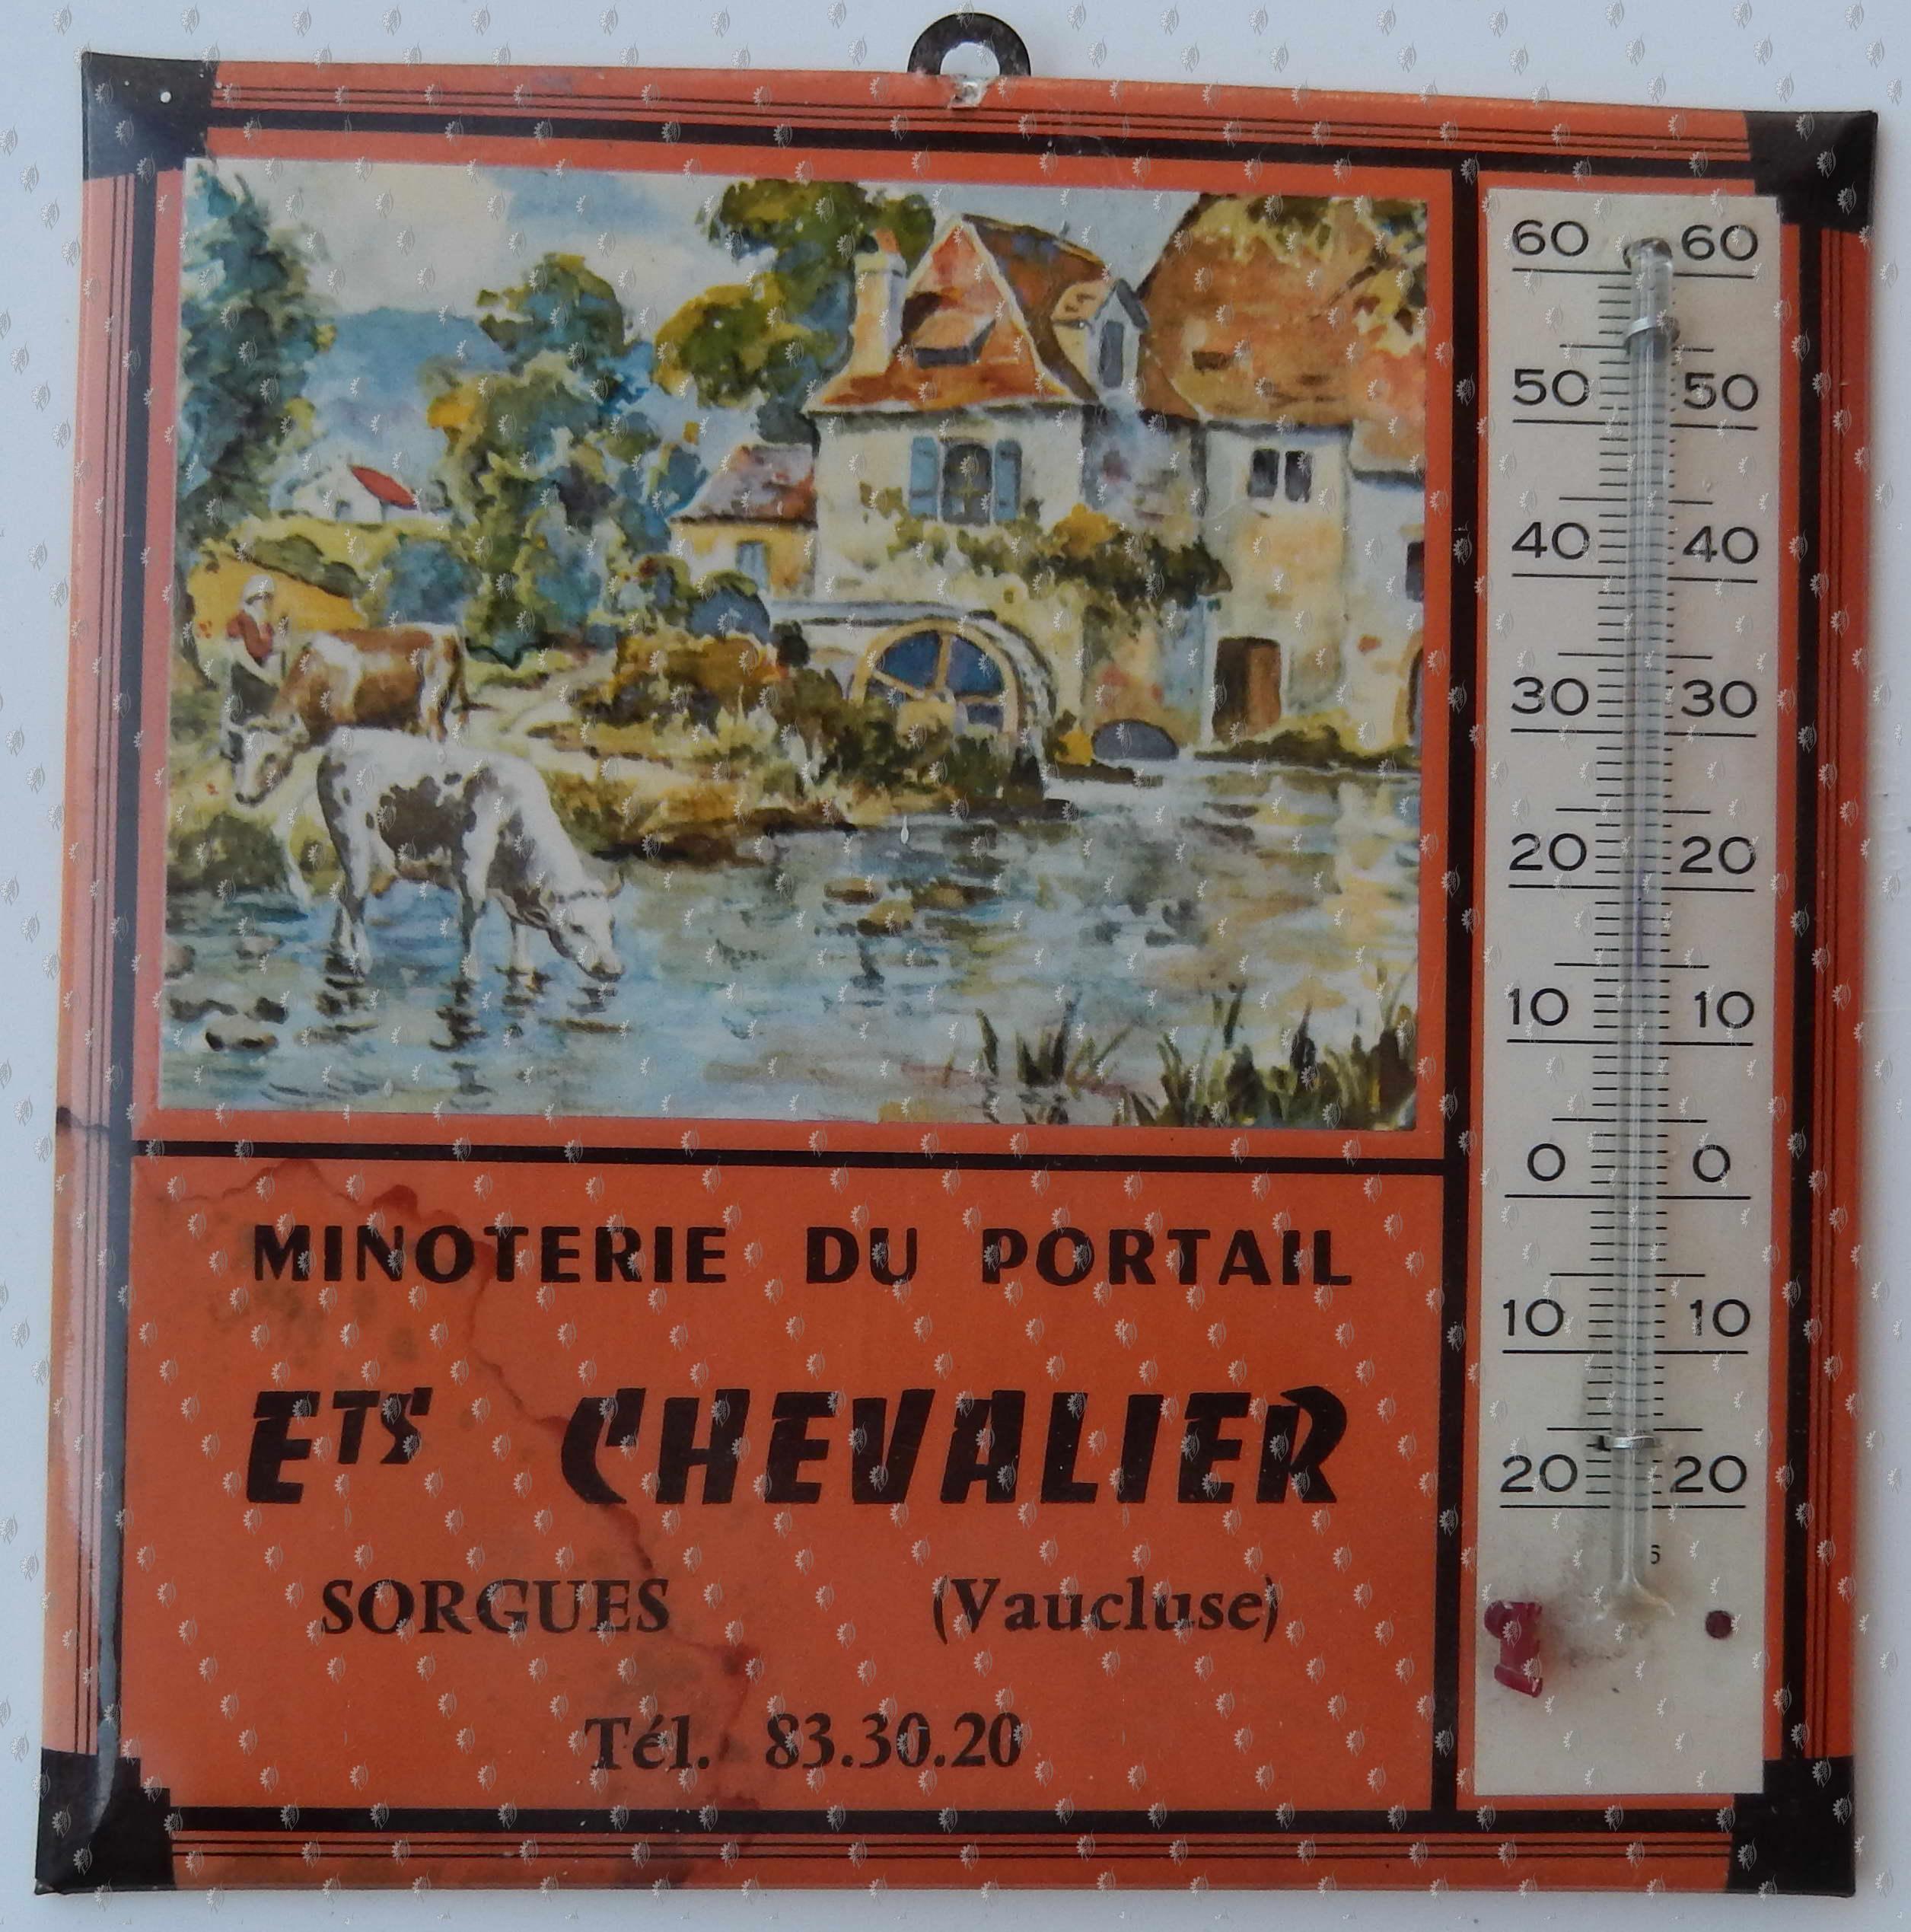 MINOTERIE DU PORTAIL
ETS CHEVALIER
SORGUES (Vaucluse)
Tél. 83.30.20
60 60
50 50
40 40
30 30
20 20
10 10
0 0
10 10
20 20